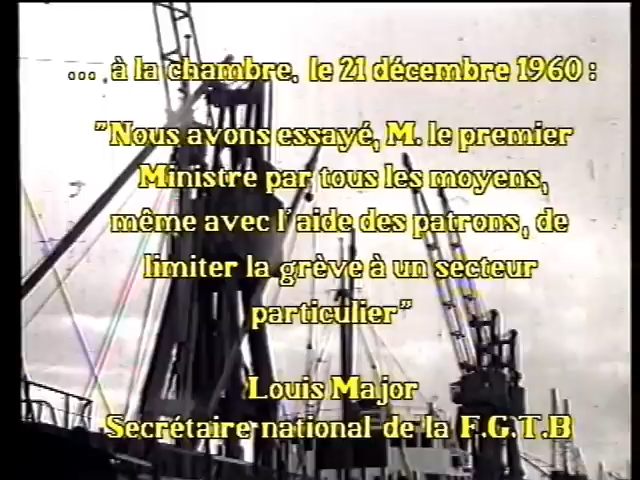 ... à la chambre, le 21 décembre 1960 :
"Nous avons essayé, M. le premier
Ministre par tous les moyens,
même avec l'aide des patrons, de
limiter la grève à un secteur
particulier"
Louis Major
Secrétaire national de la F.G.T.B